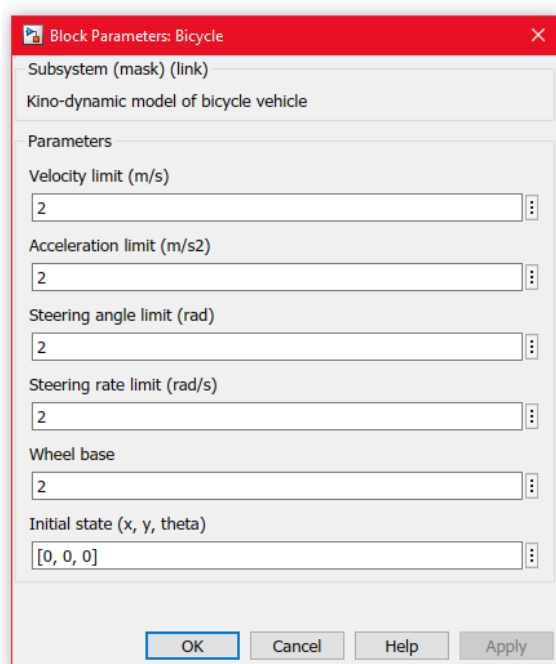 Block Parameters: Bicycle
Subsystem (mask) (link)
Kino-dynamic model of bicycle vehicle
Parameters
Velocity limit (m/s)
2
Acceleration limit (m/s2)
2
Steering angle limit (rad)
2
Steering rate limit (rad/s)
2
Wheel base
2
Initial state (x, y, theta)
[0, 0, 0]
OK Cancel Help Apply